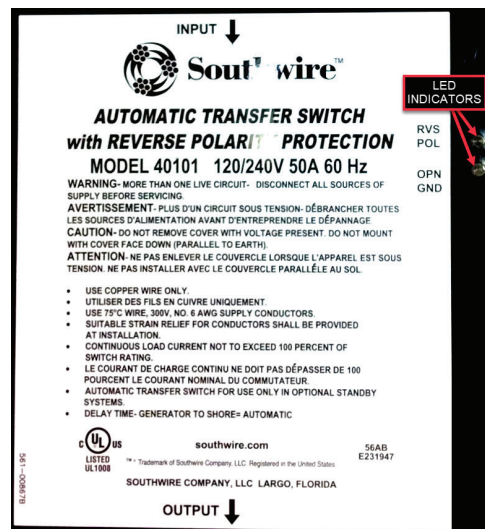 INPUT
Southwire™
LED
INDICATORS
AUTOMATIC TRANSFER SWITCH
with REVERSE POLARITY PROTECTION
RVS
POL
MODEL 40101 120/240V 50A 60 Hz
OPN
GND
WARNING- MORE THAN ONE LIVE CIRCUIT- DISCONNECT ALL SOURCES OF
SUPPLY BEFORE SERVICING.
AVERTISSEMENT- PLUS D'UN CIRCUIT SOUS TENSION- DÉBRANCHER TOUTES
LES SOURCES D'ALIMENTATION AVANT D'ENTREPRENDRE LE DÉPANNAGE
CAUTION- DO NOT REMOVE COVER WITH VOLTAGE PRESENT. DO NOT MOUNT
WITH COVER FACE DOWN (PARALLEL TO EARTH).
ATTENTION- NE PAS ENLEVER LE COUVERCLE LORSQUE L'APPAREIL EST SOUS
TENSION. NE PAS INSTALLER AVEC LE COUVERCLE PARALLÉLE AU SOL.
• USE COPPER WIRE ONLY.
• UTILISER DES FILS EN CUIVRE UNIQUEMENT.
• USE 75°C WIRE, 300V, NO. 6 AWG SUPPLY CONDUCTORS.
• SUITABLE STRAIN RELIEF FOR CONDUCTORS SHALL BE PROVIDED
AT INSTALLATION.
• CONTINUOUS LOAD CURRENT NOT TO EXCEED 100 PERCENT OF
SWITCH RATING.
• LE COURANT DE CHARGE CONTINU NE DOIT PAS DÉPASSER DE 100
POURCENT LE COURANT NOMINAL DU COMMUTATEUR.
• AUTOMATIC TRANSFER SWITCH FOR USE ONLY IN OPTIONAL STANDBY
SYSTEMS.
• DELAY TIME- GENERATOR TO SHORE= AUTOMATIC
c UL us
LISTED
UL1008
southwire.com
56AB
E231947
™ - Trademark of Southwire Company, LLC. Registered in the United States
561-00867B
SOUTHWIRE COMPANY, LLC LARGO, FLORIDA
OUTPUT